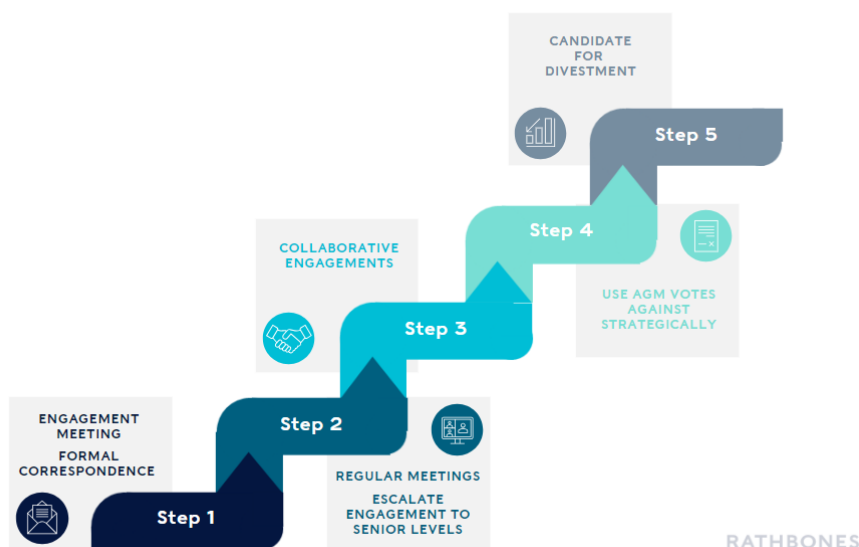 CANDIDATE
FOR
DIVESTMENT
Step 5
Step 4
USE AGM VOTES
AGAINST
STRATEGICALLY
COLLABORATIVE
ENGAGEMENTS
Step 3
Step 2
REGULAR MEETINGS
ESCALATE
ENGAGEMENT TO
SENIOR LEVELS
ENGAGEMENT
MEETING
FORMAL
CORRESPONDENCE
Step 1
RATHBONES